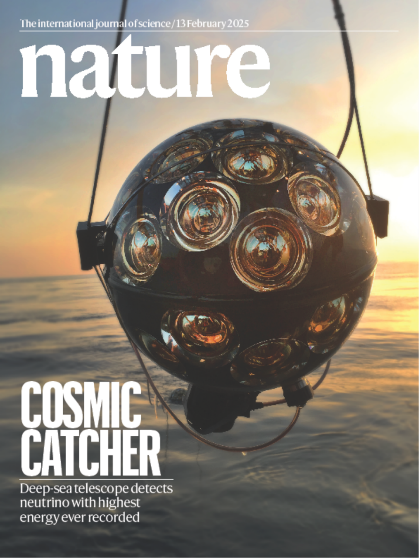 The international journal of science / 13 February 2025
nature
COSMIC
CATCHER
Deep-sea telescope detects
neutrino with highest
energy ever recorded